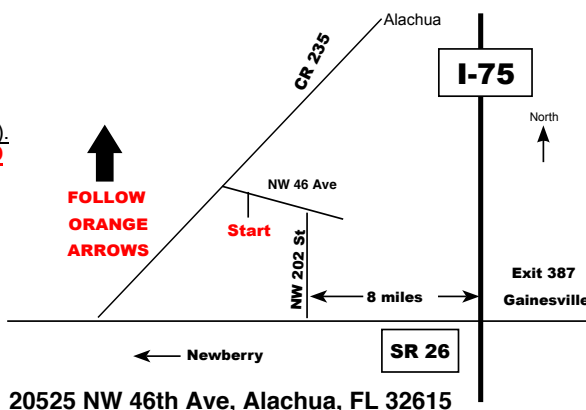 Alachua
CR 235
I-75
North
).
FOLLOW
ORANGE
ARROWS
NW 46 Ave
Start
NW 202 St
8 miles
Exit 387
Gainesville
Newberry
SR 26
20525 NW 46th Ave, Alachua, FL 32615